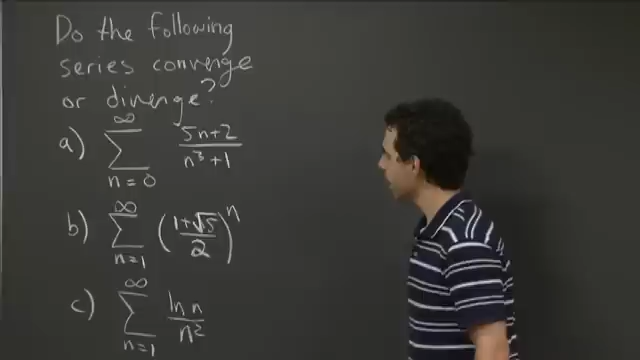 Do the following
series converge
or diverge?
a) ∞ ∑ n=0 (5n+2)/(n³+1)
b) ∞ ∑ n=1 ((1+√5)/2)ⁿ
c) ∞ ∑ n=1 (ln n)/n²